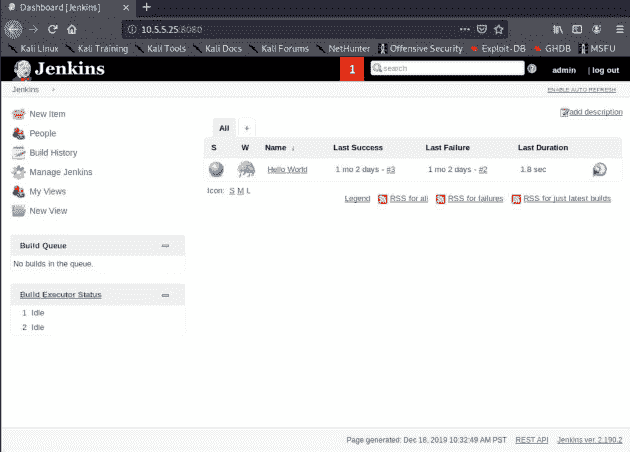 Dashboard [Jenkins]
10.5.5.25:8080
Kali Linux Kali Training Kali Tools Kali Docs Kali Forums NetHunter Offensive Security Exploit-DB GHDB MSFU
Jenkins 1 search admin | log out
Jenkins ENABLE AUTO REFRESH
New Item
People
Build History
Manage Jenkins
My Views
New View
Build Queue
No builds in the queue.
Build Executor Status
1 Idle
2 Idle
add description
All +
S W Name ↓ Last Success Last Failure Last Duration
Hello World 1 mo 2 days - #3 1 mo 2 days - #2 1.8 sec
Icon: S M L
Legend RSS for all RSS for failures RSS for just latest builds
Page generated: Dec 18, 2019 10:32:49 AM PST REST API Jenkins ver. 2.190.2